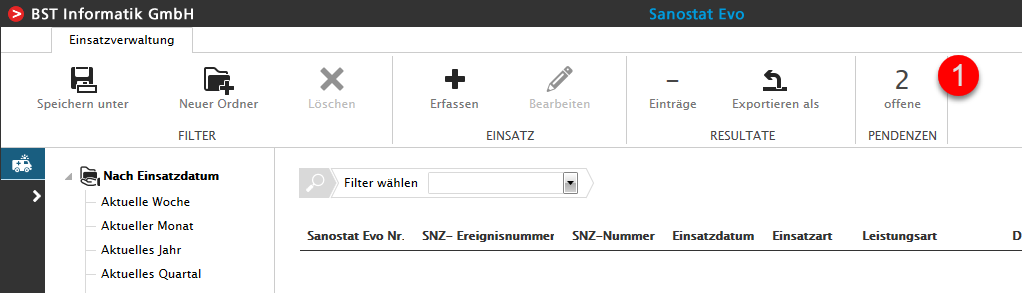 BST Informatik GmbH
Sanostat Evo
Einsatzverwaltung
Speichern unter
Neuer Ordner
Löschen
FILTER
Erfassen
Bearbeiten
EINSATZ
–
Einträge
Exportieren als
RESULTATE
2
offene
PENDENZEN
1
Nach Einsatzdatum
Aktuelle Woche
Aktueller Monat
Aktuelles Jahr
Aktuelles Quartal
Filter wählen
Sanostat Evo Nr. SNZ- Ereignisnummer SNZ-Nummer Einsatzdatum Einsatzart Leistungsart D